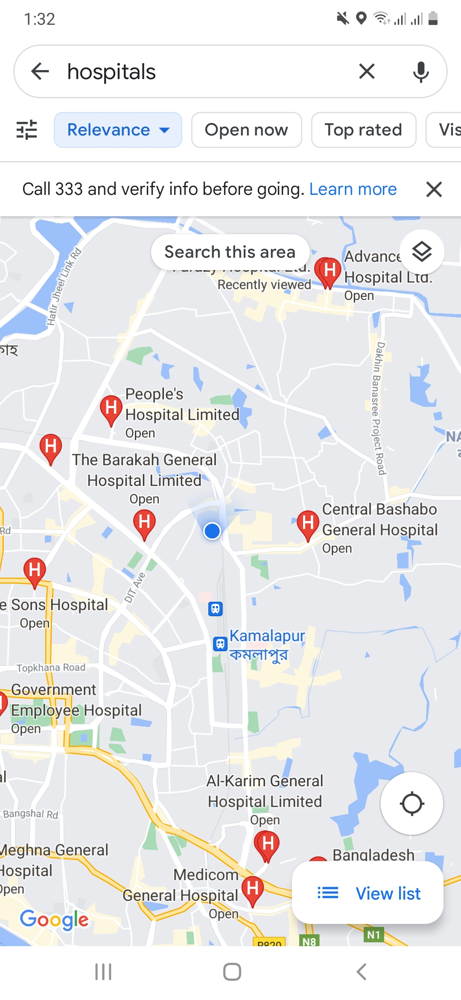 1:32
hospitals
Relevance
Open now
Top rated
Vis
Call 333 and verify info before going. Learn more
Search this area
Recently viewed
Advance
Hospital Ltd.
Open
Hatir Jheel Link Rd
Dakhin Banasree Project Road
People's
Hospital Limited
Open
NA
The Barakah General
Hospital Limited
Open
Central Bashabo
General Hospital
Open
Rd
DIT Ave
e Sons Hospital
Open
Kamalapur
কমলাপুর
Topkhana Road
Government
Employee Hospital
Open
al
Al-Karim General
Hospital Limited
Open
Bangshal Rd
Meghna General
Hospital
Open
Bangladesh
Medicom
General Hospital
Open
View list
Google
N1
N8
R820